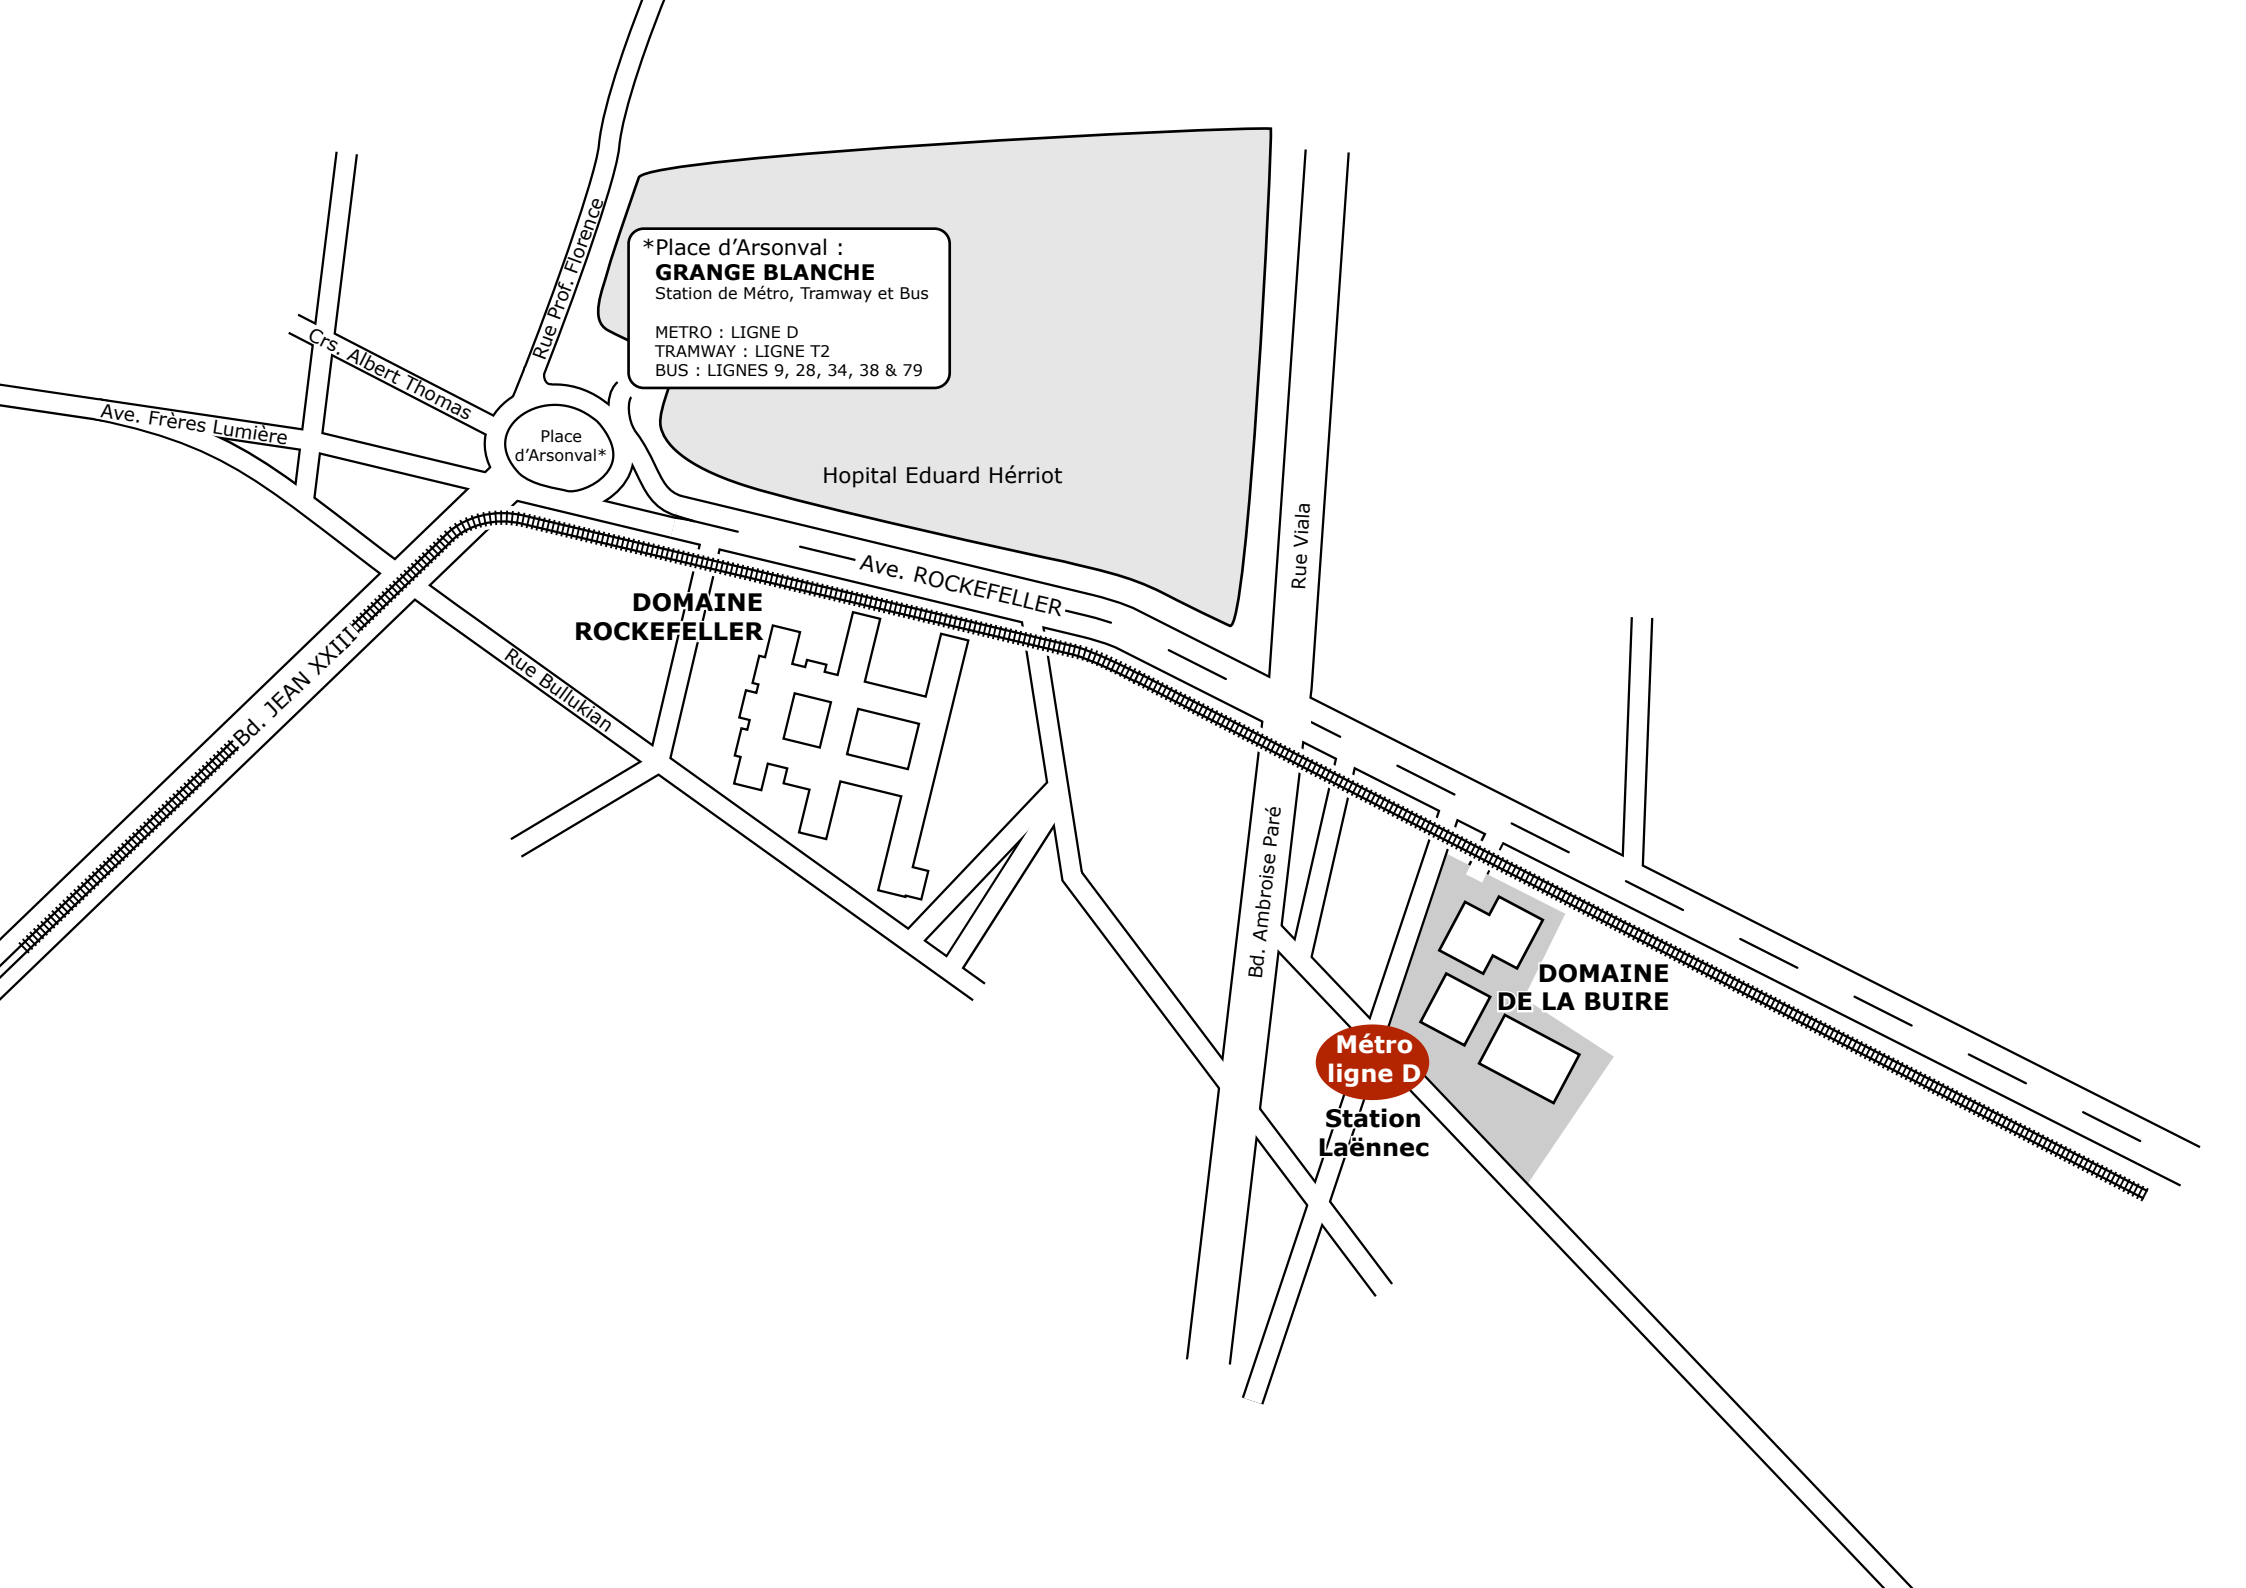 Rue Prof. Florence
*Place d’Arsonval :
GRANGE BLANCHE
Station de Métro, Tramway et Bus
METRO : LIGNE D
TRAMWAY : LIGNE T2
BUS : LIGNES 9, 28, 34, 38 & 79
Crs. Albert Thomas
Ave. Frères Lumière
Place
d’Arsonval*
Hopital Eduard Hérriot
Rue Viala
Ave. ROCKEFELLER
DOMAINE
ROCKEFELLER
Bd. JEAN XXIII
Rue Bullukian
Bd. Ambroise Paré
DOMAINE
DE LA BUIRE
Métro
ligne D
Station
Laënnec